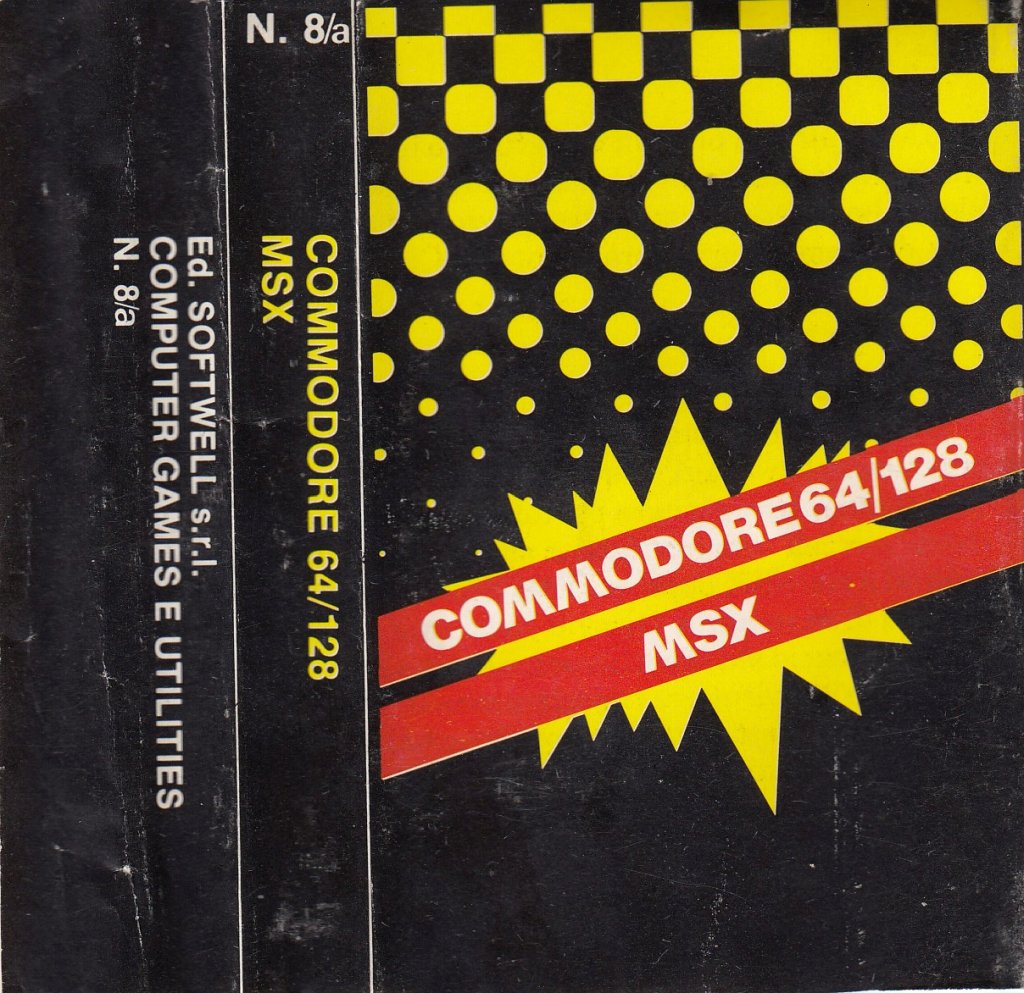 N. 8/a
Ed. SOFTWELL s.r.l.
COMPUTER GAMES E UTILITIES
N. 8/a
COMMODORE 64/128
MSX
COMMODORE 64/128
MSX